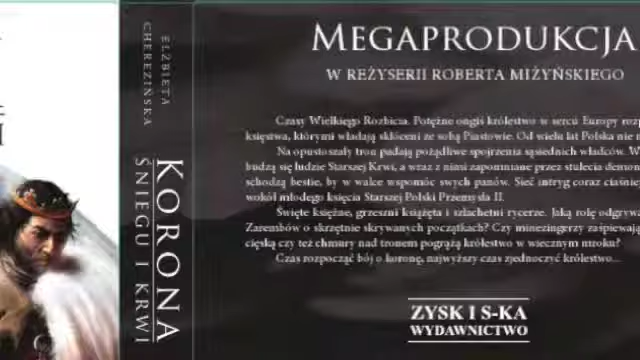 ELŻBIETA
CHEREZIŃSKA
KORONA
ŚNIEGU I KRWI
MEGAPRODUKCJA
W REŻYSERII ROBERTA MIŻYŃSKIEGO
Czasy Wielkiego Rozbicia. Potężne ongiś królestwo w sercu Europy
księstwa, którymi władają skłóceni ze sobą Piastowie. Od wielu lat Polska nie
Na opustoszały tron padają pożądliwe spojrzenia sąsiednich władców. W
budzą się ludzie Starszej Krwi, a wraz z nimi zapomniane przez stulecia
schodzą bestie, by w walce wspomóc swych panów. Sieć intryg coraz
wokół młodego księcia Starszej Polski Przemysła II.
Święte księżne, grzeszni książęta i szlachetni rycerze. Jaką rolę
Zarembów o skrzętnie skrywanych początkach? Czy minezingerzy
cięską czy też chmury nad tronem pogrążą królestwo w wiecznym mroku?
Czas rozpocząć bój o koronę, najwyższy czas zjednoczyć królestwo...
ZYSK I S-KA
WYDAWNICTWO